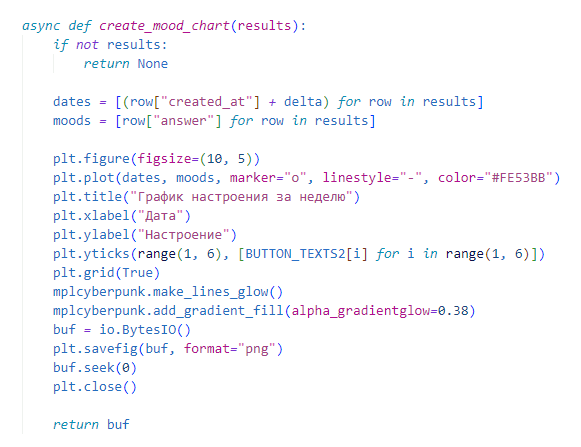 async def create_mood_chart(results):
    if not results:
        return None

    dates = [(row["created_at"] + delta) for row in results]
    moods = [row["answer"] for row in results]

    plt.figure(figsize=(10, 5))
    plt.plot(dates, moods, marker="o", linestyle="-", color="#FE53BB")
    plt.title("График настроения за неделю")
    plt.xlabel("Дата")
    plt.ylabel("Настроение")
    plt.yticks(range(1, 6), [BUTTON_TEXTS2[i] for i in range(1, 6)])
    plt.grid(True)
    mplcyberpunk.make_lines_glow()
    mplcyberpunk.add_gradient_fill(alpha_gradientglow=0.38)
    buf = io.BytesIO()
    plt.savefig(buf, format="png")
    buf.seek(0)
    plt.close()

    return buf